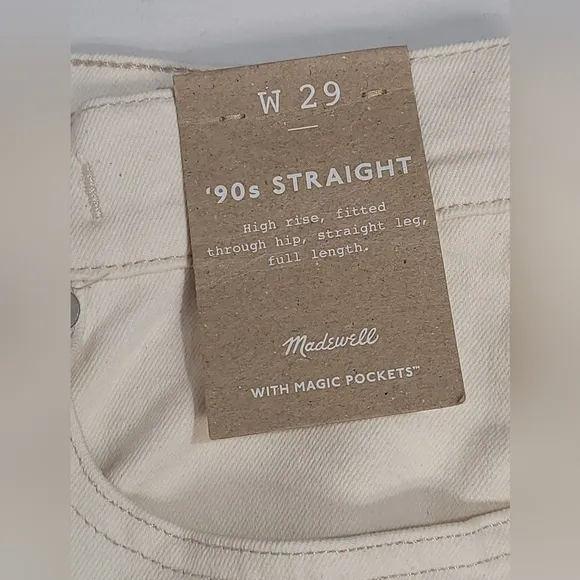 W 29
'90s STRAIGHT
High rise, fitted
through hip, straight leg,
full length.
Madewell
WITH MAGIC POCKETS™